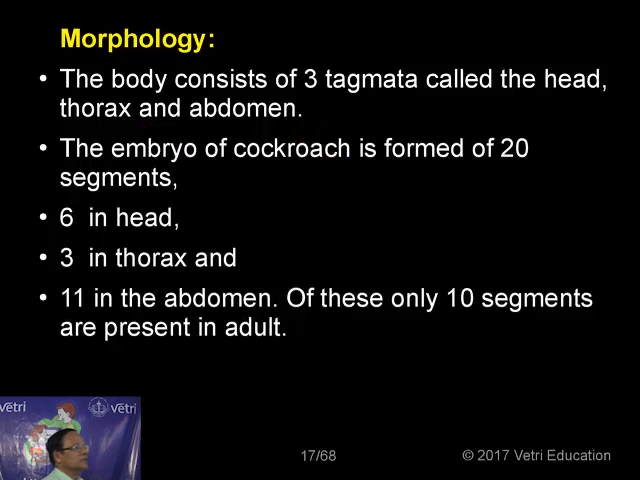 Morphology:
• The body consists of 3 tagmata called the head,
thorax and abdomen.
• The embryo of cockroach is formed of 20
segments,
• 6 in head,
• 3 in thorax and
• 11 in the abdomen. Of these only 10 segments
are present in adult.
Vetri
Vetri
17/68
© 2017 Vetri Education